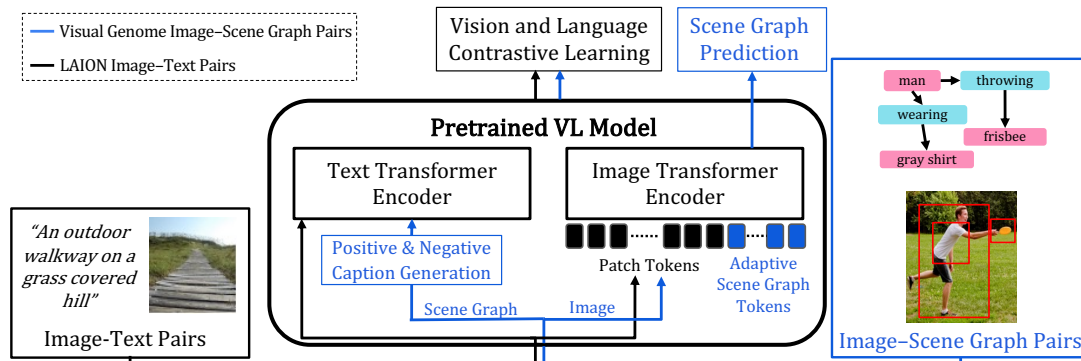 Visual Genome Image–Scene Graph Pairs
LAION Image–Text Pairs
Vision and Language
Contrastive Learning
Scene Graph
Prediction
Pretrained VL Model
Text Transformer
Encoder
Image Transformer
Encoder
Positive & Negative
Caption Generation
Patch Tokens
Adaptive
Scene Graph
Tokens
Scene Graph
Image
“An outdoor
walkway on a
grass covered
hill”
Image-Text Pairs
man
throwing
wearing
frisbee
gray shirt
Image–Scene Graph Pairs